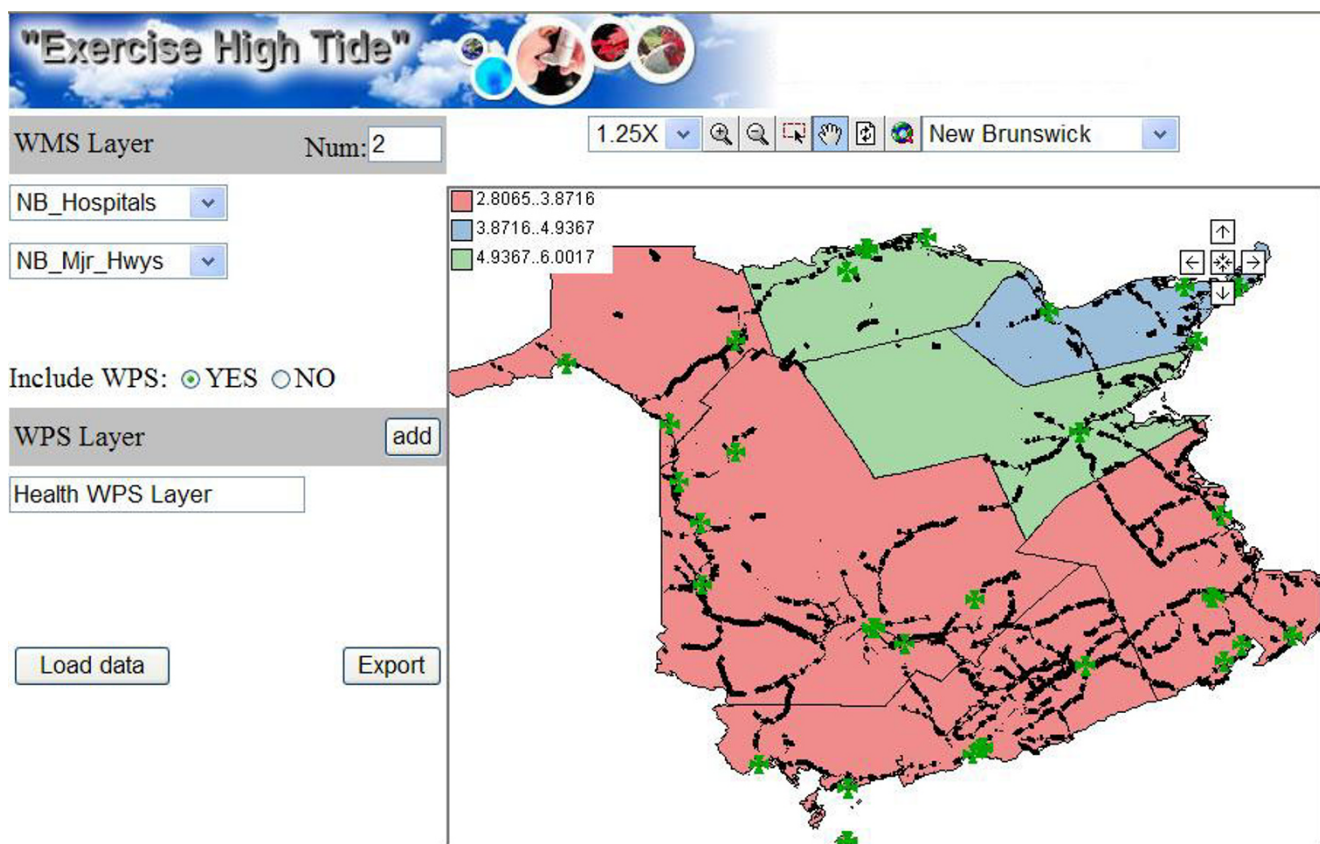 "Exercise High Tide"
WMS Layer Num: 2
1.25X New Brunswick
NB_Hospitals
NB_Mjr_Hwys
2.8065..3.8716
3.8716..4.9367
4.9367..6.0017
Include WPS: YES NO
WPS Layer add
Health WPS Layer
Load data Export